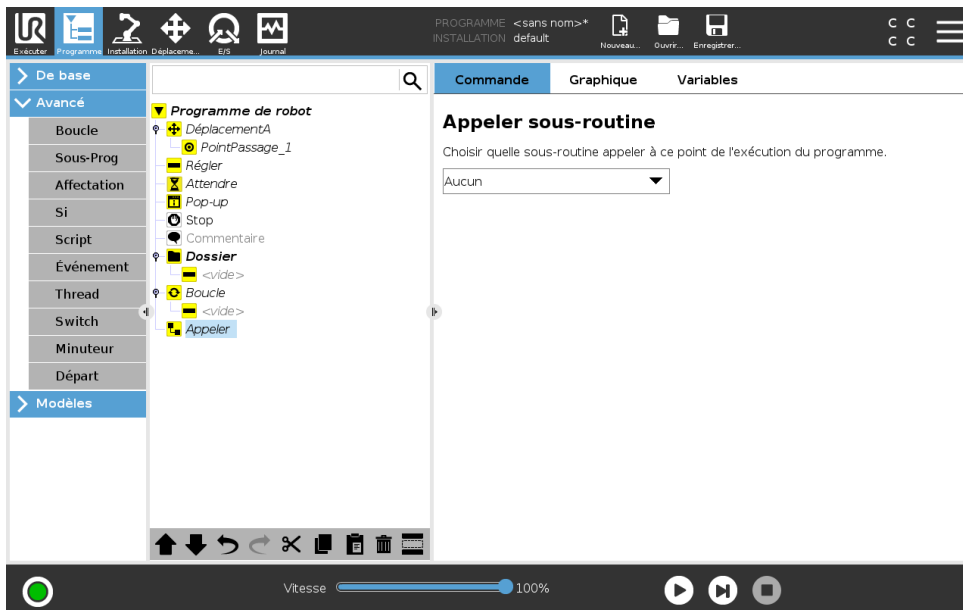 UR
Exécuter
Programme
Installation
Déplaceme...
E/S
Journal
PROGRAMME <sans nom>*
INSTALLATION default
Nouveau...
Ouvrir...
Enregistrer...
C C
C C
De base
Avancé
Boucle
Sous-Prog
Affectation
Si
Script
Événement
Thread
Switch
Minuteur
Départ
Modèles
Programme de robot
DéplacementA
PointPassage_1
Régler
Attendre
Pop-up
Stop
Commentaire
Dossier
<vide>
Boucle
<vide>
Appeler
Commande Graphique Variables
Appeler sous-routine
Choisir quelle sous-routine appeler à ce point de l'exécution du programme.
Aucun
Vitesse 100%